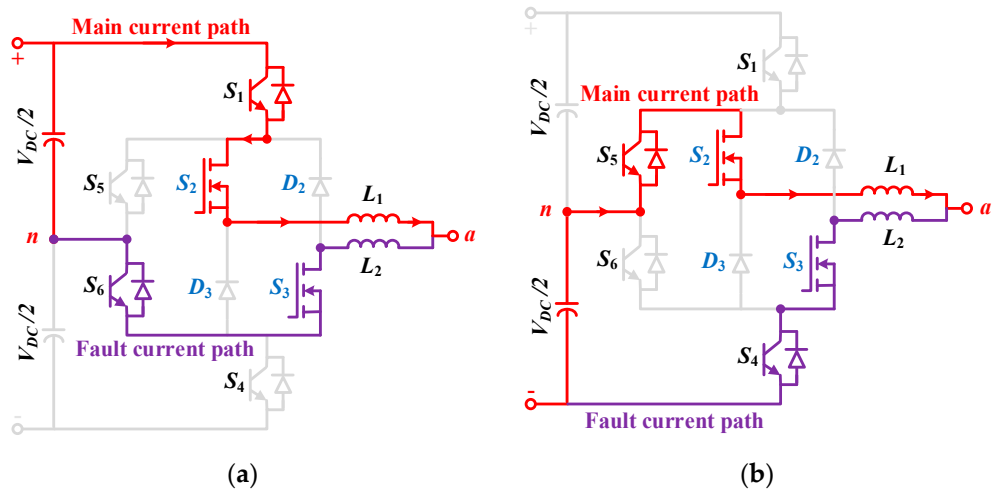 Main current path
+
S1
VDC/2
S5
S2
D2
L1
n
a
L2
S6
D3
S3
VDC/2
Fault current path
S4
-
(a)
+
S1
VDC/2
Main current path
S5
S2
D2
L1
n
a
L2
S6
D3
S3
VDC/2
S4
-
Fault current path
(b)